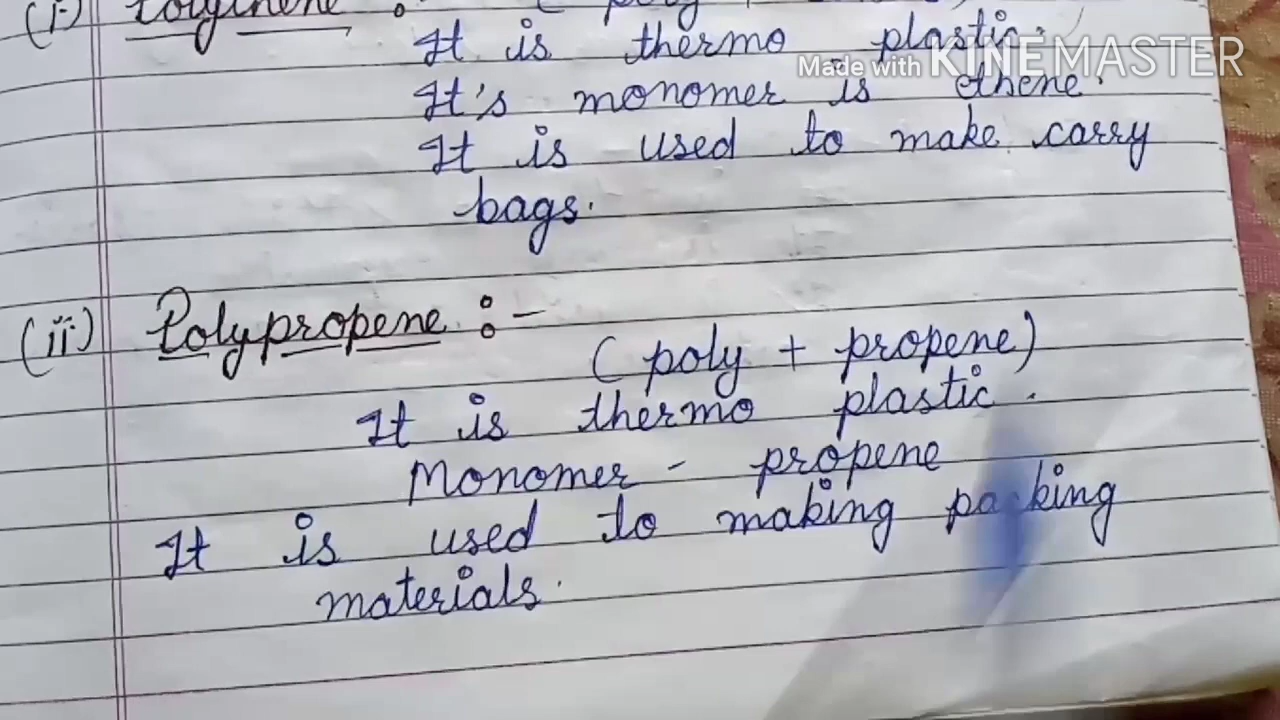 (i)
: ( poly
It is thermo plastic.
Made with KINEMASTER
It's monomer is ethene.
It is used to make carry
bags.
(ii) Polypropene :-
( poly + propene)
It is thermo plastic.
Monomer - propene
It is used to making packing
materials.